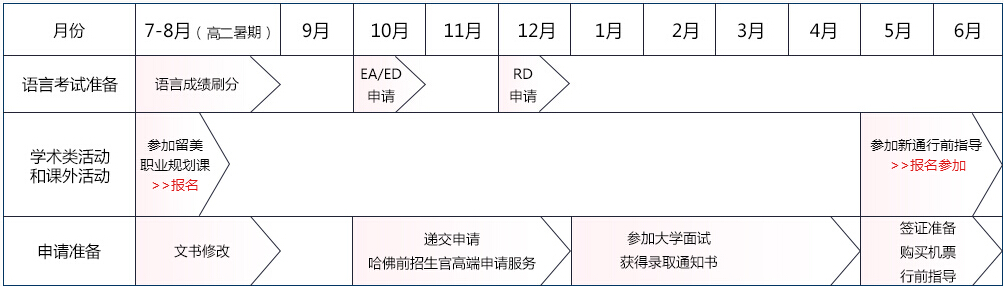 月份 7-8月（高二暑期） 9月 10月 11月 12月 1月 2月 3月 4月 5月 6月
语言考试准备
语言成绩刷分
EA/ED
申请
RD
申请
学术类活动
和课外活动
参加留美
职业规划课
>>报名
参加新通行前指导
>>报名参加
申请准备
文书修改
递交申请
哈佛前招生官高端申请服务
参加大学面试
获得录取通知书
签证准备
购买机票
行前指导